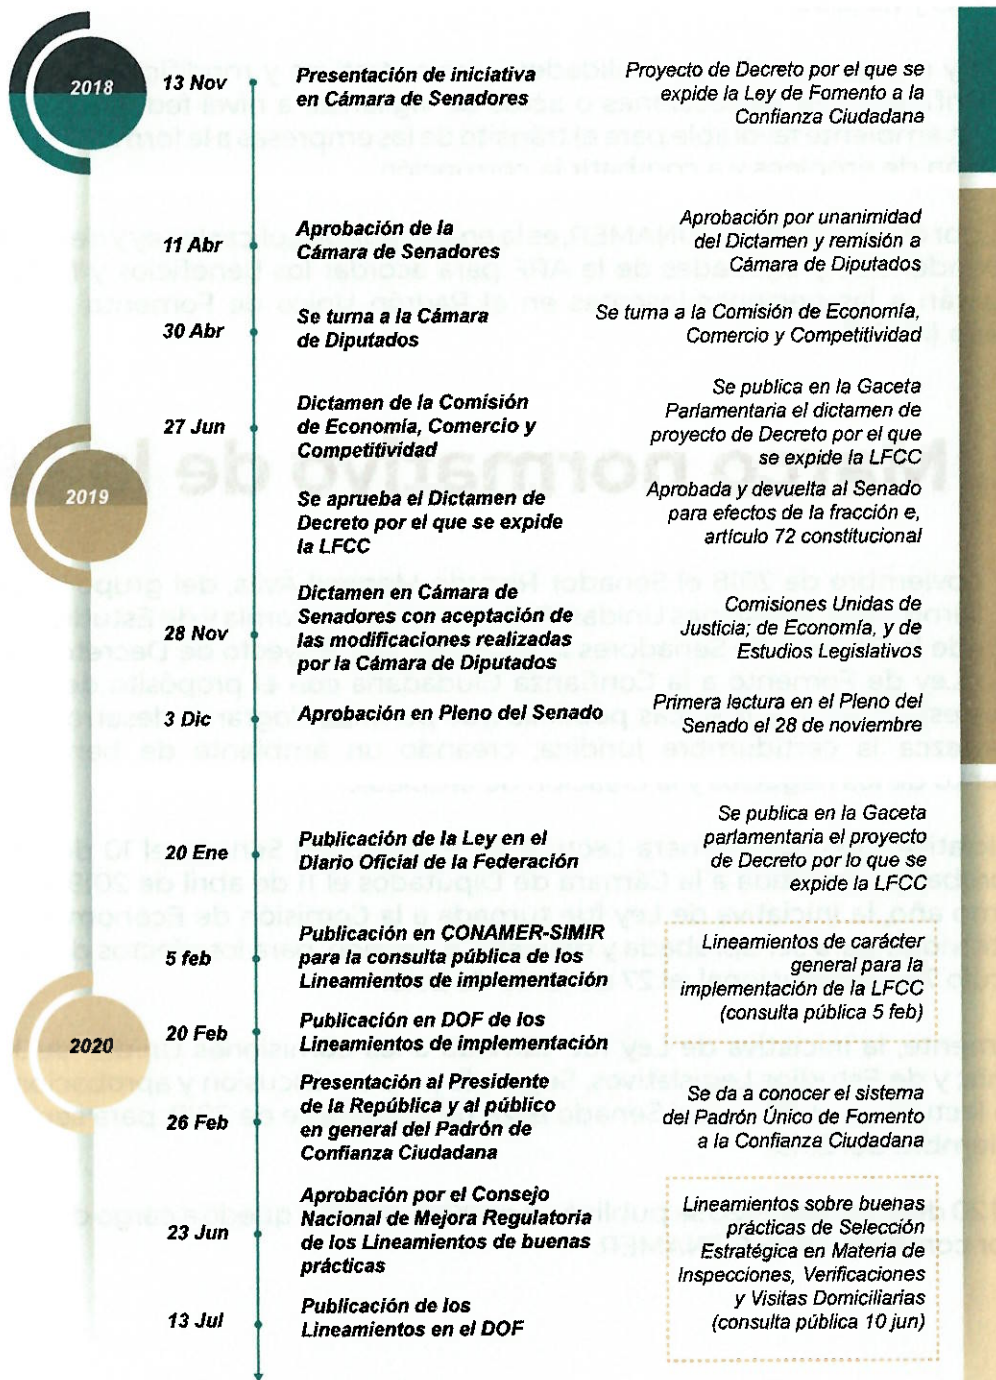 2018
13 Nov
Presentación de iniciativa
en Cámara de Senadores
Proyecto de Decreto por el que se
expide la Ley de Fomento a la
Confianza Ciudadana
11 Abr
Aprobación de la
Cámara de Senadores
Aprobación por unanimidad
del Dictamen y remisión a
Cámara de Diputados
30 Abr
Se turna a la Cámara
de Diputados
Se turna a la Comisión de Economía,
Comercio y Competitividad
27 Jun
Dictamen de la Comisión
de Economía, Comercio y
Competitividad
Se publica en la Gaceta
Parlamentaria el dictamen de
proyecto de Decreto por el que
se expide la LFCC
2019
Se aprueba el Dictamen de
Decreto por el que se expide
la LFCC
Aprobada y devuelta al Senado
para efectos de la fracción e,
artículo 72 constitucional
28 Nov
Dictamen en Cámara de
Senadores con aceptación de
las modificaciones realizadas
por la Cámara de Diputados
Comisiones Unidas de
Justicia; de Economía, y de
Estudios Legislativos
3 Dic
Aprobación en Pleno del Senado
Primera lectura en el Pleno del
Senado el 28 de noviembre
20 Ene
Publicación de la Ley en el
Diario Oficial de la Federación
Se publica en la Gaceta
parlamentaria el proyecto
de Decreto por lo que se
expide la LFCC
5 feb
Publicación en CONAMER-SIMIR
para la consulta pública de los
Lineamientos de implementación
Lineamientos de carácter
general para la
implementación de la LFCC
(consulta pública 5 feb)
2020
20 Feb
Publicación en DOF de los
Lineamientos de implementación
26 Feb
Presentación al Presidente
de la República y al público
en general del Padrón de
Confianza Ciudadana
Se da a conocer el sistema
del Padrón Único de Fomento
a la Confianza Ciudadana
23 Jun
Aprobación por el Consejo
Nacional de Mejora Regulatoria
de los Lineamientos de buenas
prácticas
Lineamientos sobre buenas
prácticas de Selección
Estratégica en Materia de
Inspecciones, Verificaciones
y Visitas Domiciliarias
(consulta pública 10 jun)
13 Jul
Publicación de los
Lineamientos en el DOF